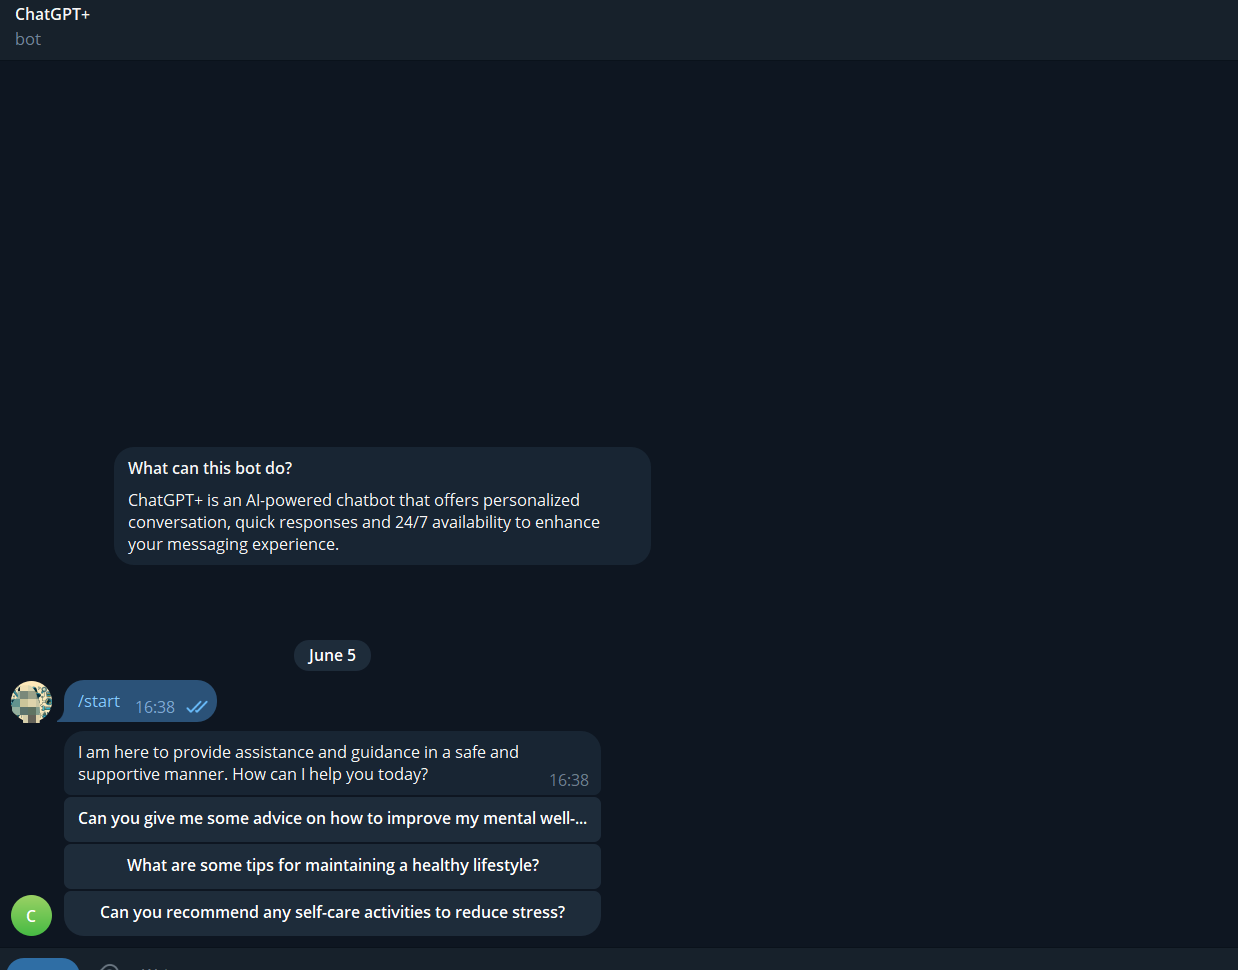 ChatGPT+
bot
What can this bot do?
ChatGPT+ is an AI-powered chatbot that offers personalized
conversation, quick responses and 24/7 availability to enhance
your messaging experience.
June 5
/start 16:38
I am here to provide assistance and guidance in a safe and
supportive manner. How can I help you today?
16:38
Can you give me some advice on how to improve my mental well-...
What are some tips for maintaining a healthy lifestyle?
C
Can you recommend any self-care activities to reduce stress?